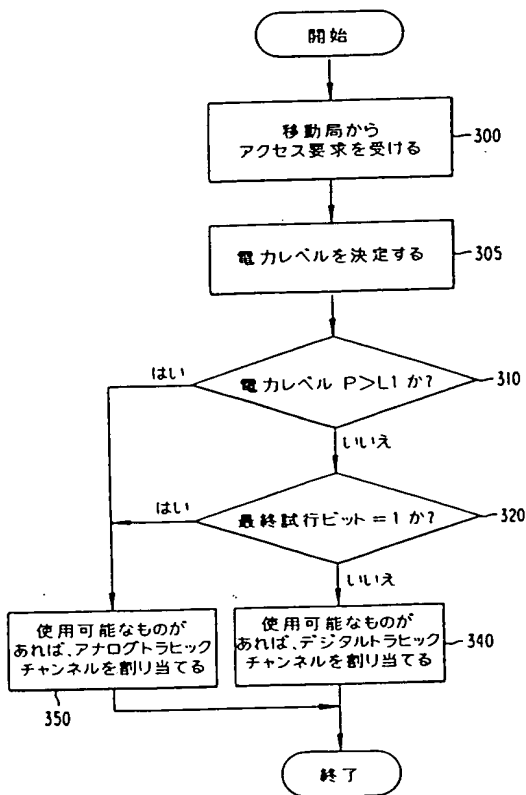 開始
移動局から
アクセス要求を受ける
300
電力レベルを決定する
305
電力レベル P>L1 か?
310
はい
いいえ
最終試行ビット=1か?
320
はい
いいえ
使用可能なものが
あれば、アナログトラヒック
チャンネルを割り当てる
350
使用可能なものが
あれば、デジタルトラヒック
チャンネルを割り当てる
340
終了